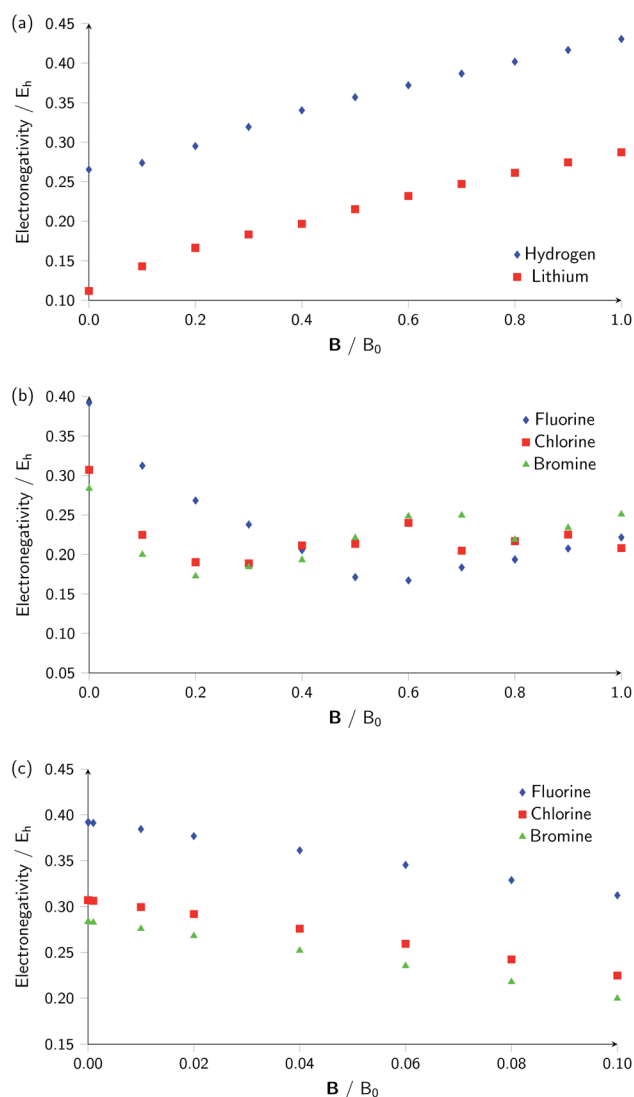 (a)
Electronegativity / Eₕ
0.45
0.40
0.35
0.30
0.25
0.20
0.15
0.10
Hydrogen
Lithium
0.0 0.2 0.4 0.6 0.8 1.0
B / B₀
(b)
Electronegativity / Eₕ
0.40
0.40
0.30
0.25
0.20
0.15
0.10
0.05
Fluorine
Chlorine
Bromine
0.0 0.2 0.4 0.6 0.8 1.0
B / B₀
(c)
Electronegativity / Eₕ
0.45
0.40
0.35
0.30
0.25
0.20
0.15
Fluorine
Chlorine
Bromine
0.00 0.02 0.04 0.06 0.08 0.10
B / B₀